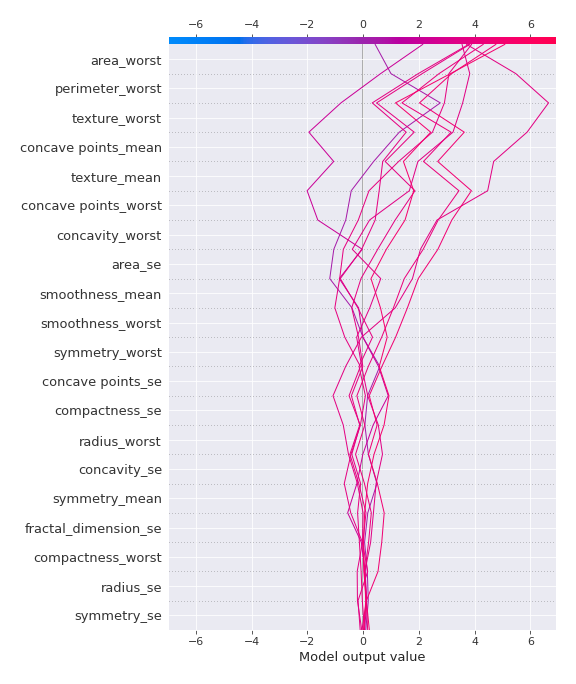 −6 −4 −2 0 2 4 6
area_worst
perimeter_worst
texture_worst
concave points_mean
texture_mean
concave points_worst
concavity_worst
area_se
smoothness_mean
smoothness_worst
symmetry_worst
concave points_se
compactness_se
radius_worst
concavity_se
symmetry_mean
fractal_dimension_se
compactness_worst
radius_se
symmetry_se
−6 −4 −2 0 2 4 6
Model output value